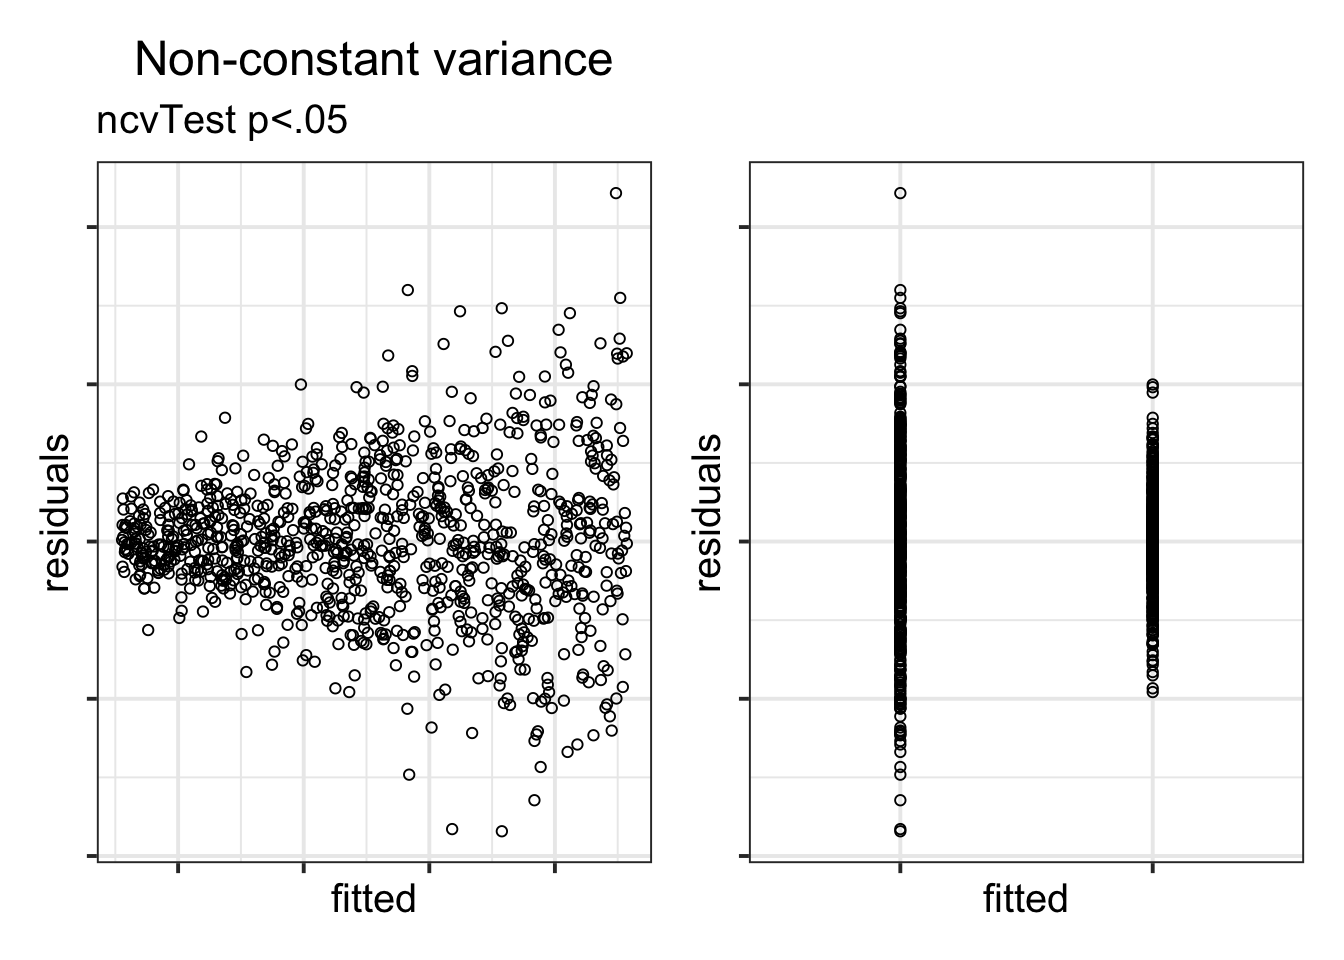 Non-constant variance
ncvTest p<.05
residuals
fitted
residuals
fitted